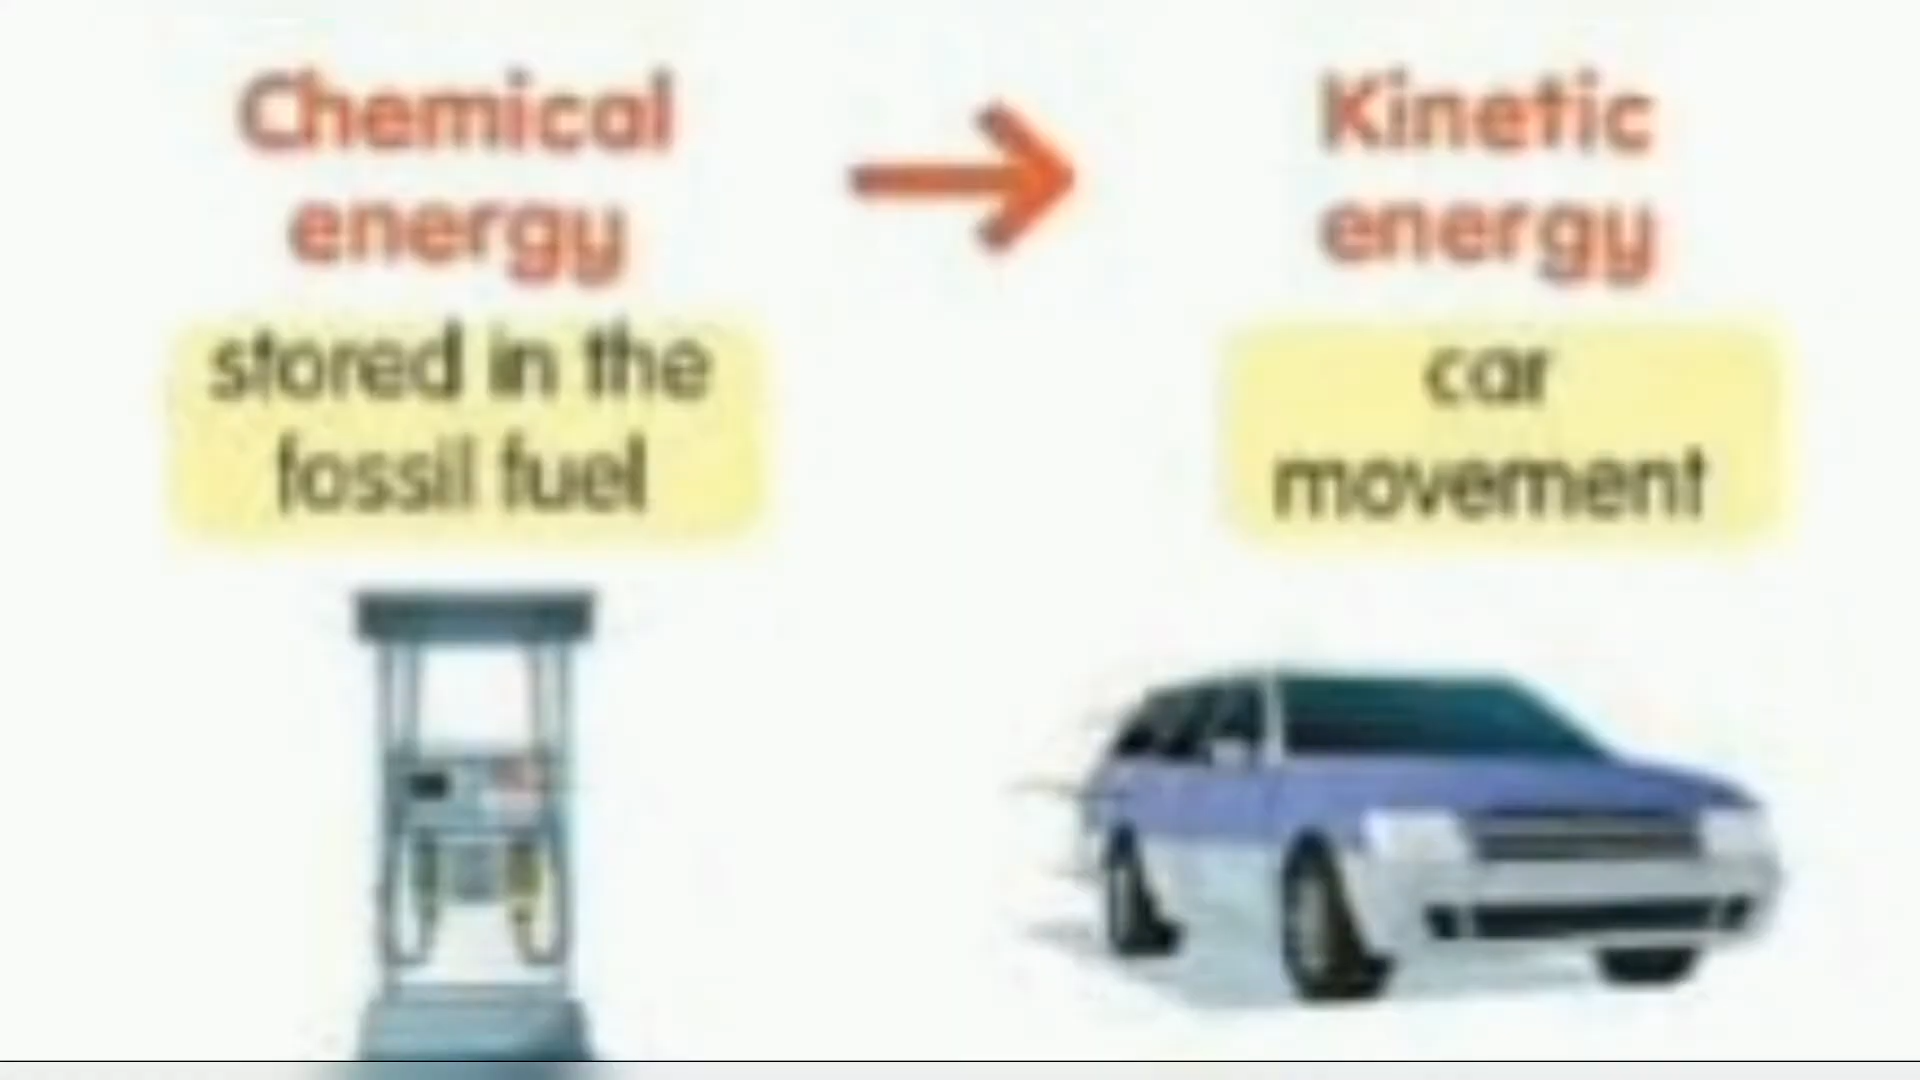 Chemical
energy
stored in the
fossil fuel
Kinetic
energy
car
movement